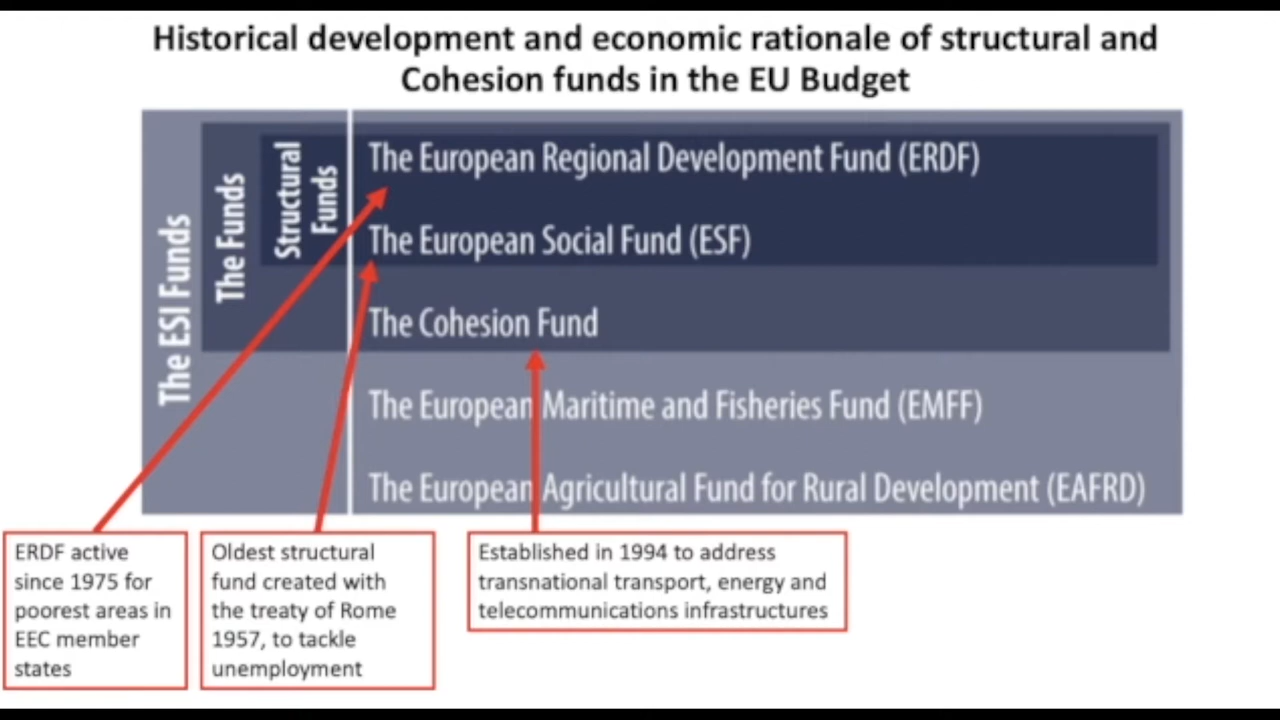 Historical development and economic rationale of structural and
Cohesion funds in the EU Budget
The ESI Funds
The Funds
Structural
Funds
The European Regional Development Fund (ERDF)
The European Social Fund (ESF)
The Cohesion Fund
The European Maritime and Fisheries Fund (EMFF)
The European Agricultural Fund for Rural Development (EAFRD)
ERDF active
since 1975 for
poorest areas in
EEC member
states
Oldest structural
fund created with
the treaty of Rome
1957, to tackle
unemployment
Established in 1994 to address
transnational transport, energy and
telecommunications infrastructures